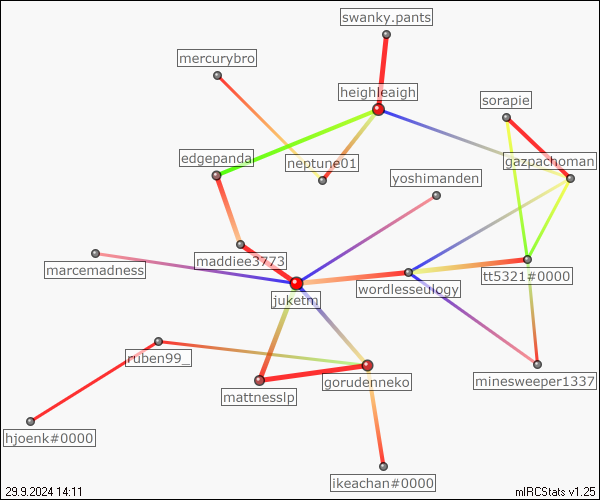 swanky.pants
mercurybro
heighleaigh
sorapie
edgepanda
neptune01
gazpachoman
yoshimanden
maddiee3773
marcemadness
wordlesseulogy
tt5321#0000
juketm
ruben99_
gorudenneko
minesweeper1337
mattnesslp
hjoenk#0000
ikeachan#0000
29.9.2024 14:11
mIRCStats v1.25